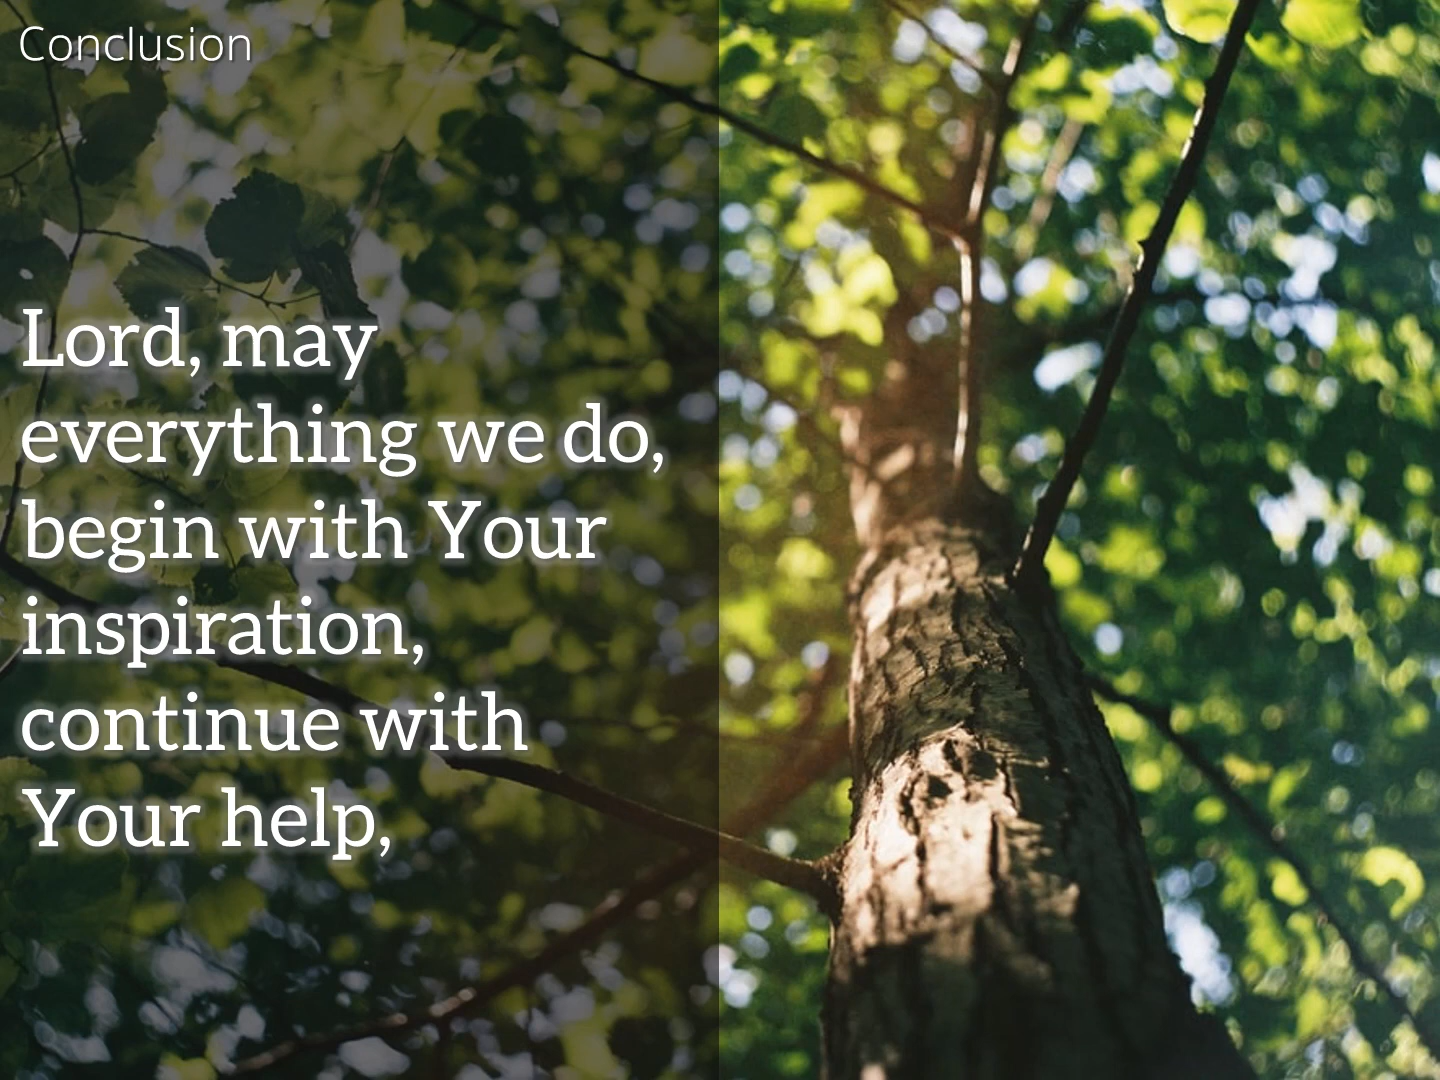 Conclusion
Lord, may
everything we do,
begin with Your
inspiration,
continue with
Your help,